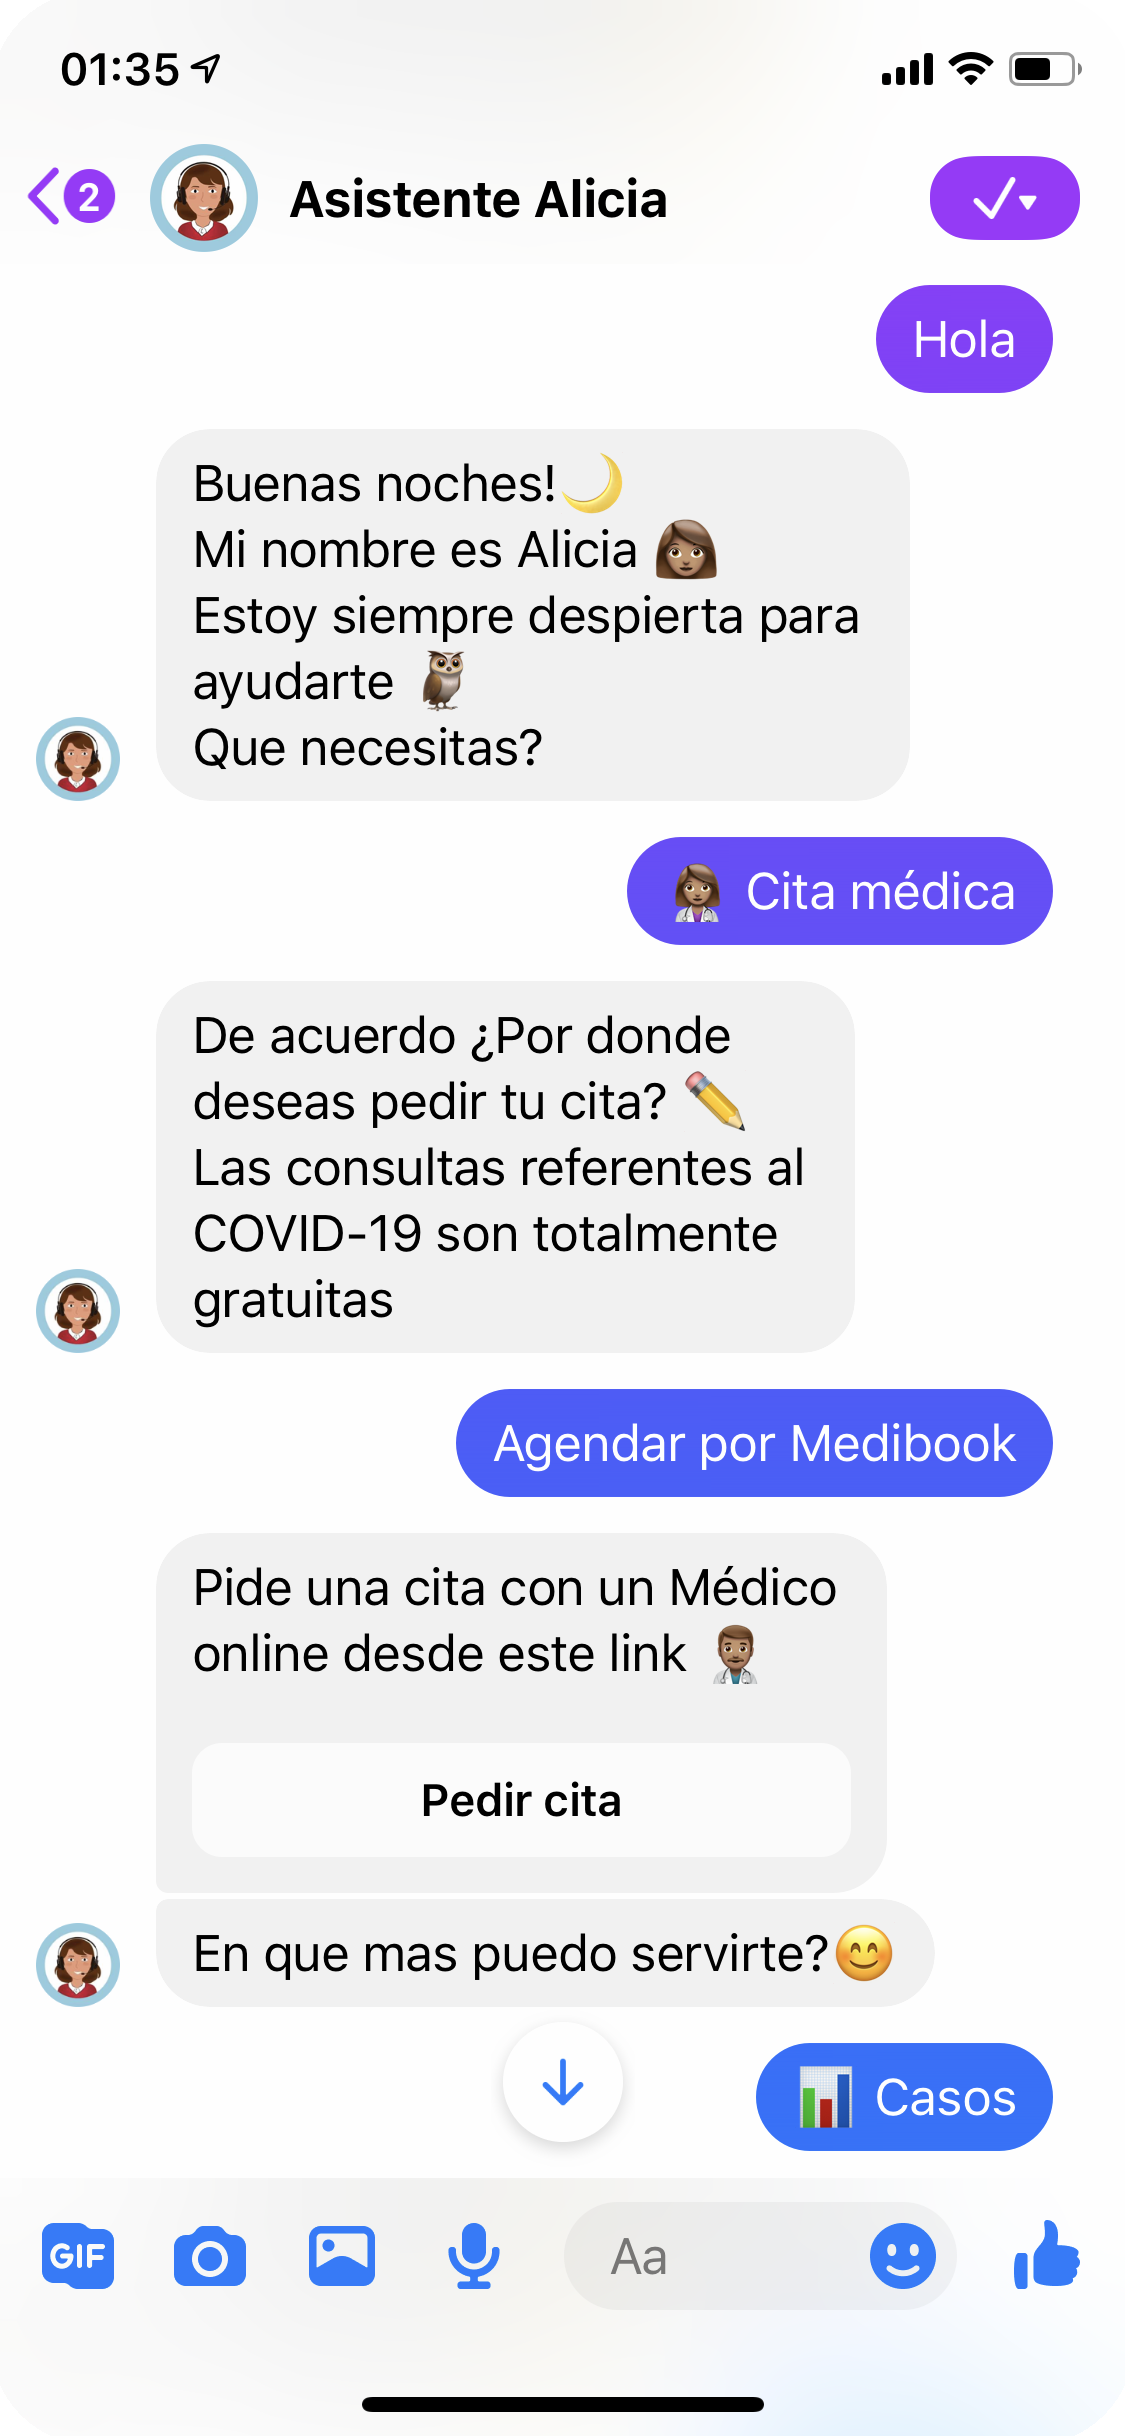 01:35
2
Asistente Alicia
Hola
Buenas noches!🌙
Mi nombre es Alicia 👩🏽
Estoy siempre despierta para
ayudarte 🦉
Que necesitas?
👩🏽‍⚕️ Cita médica
De acuerdo ¿Por donde
deseas pedir tu cita? ✏️
Las consultas referentes al
COVID-19 son totalmente
gratuitas
Agendar por Medibook
Pide una cita con un Médico
online desde este link 👨🏽‍⚕️
Pedir cita
En que mas puedo servirte?😊
📊 Casos
GIF
Aa